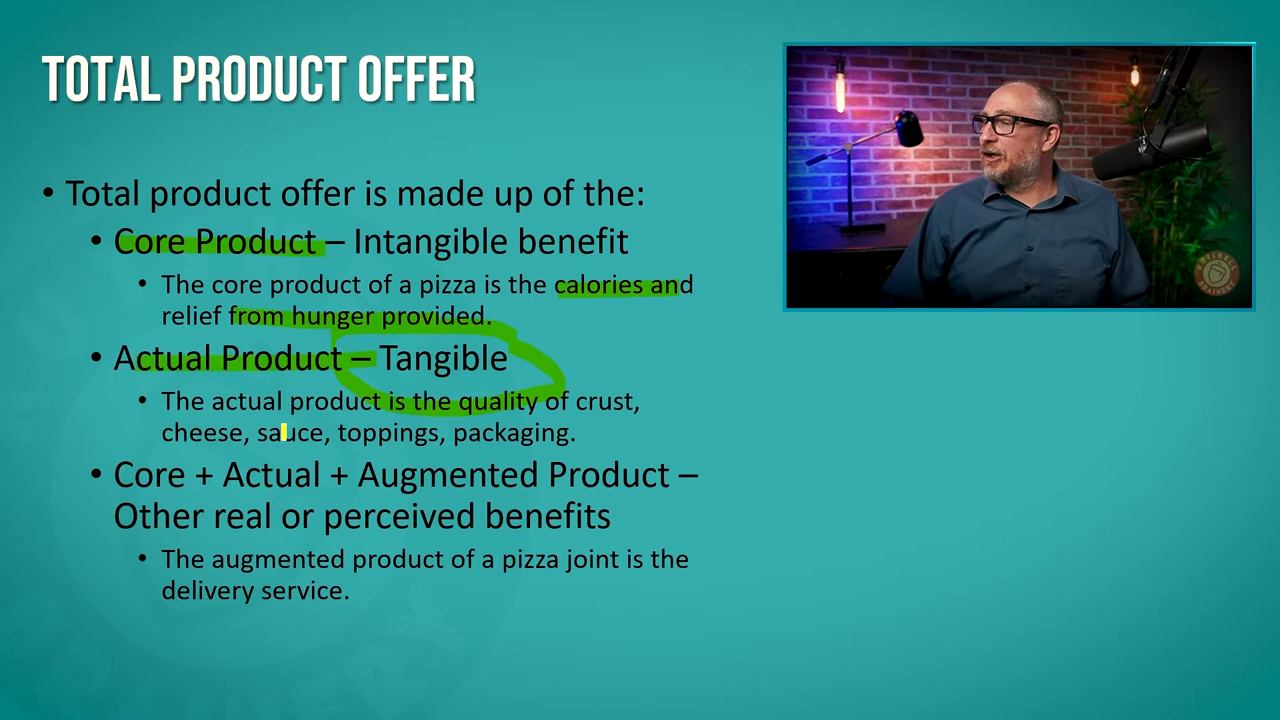 TOTAL PRODUCT OFFER
• Total product offer is made up of the:
• Core Product – Intangible benefit
• The core product of a pizza is the calories and
relief from hunger provided.
• Actual Product – Tangible
• The actual product is the quality of crust,
cheese, sauce, toppings, packaging.
• Core + Actual + Augmented Product –
Other real or perceived benefits
• The augmented product of a pizza joint is the
delivery service.